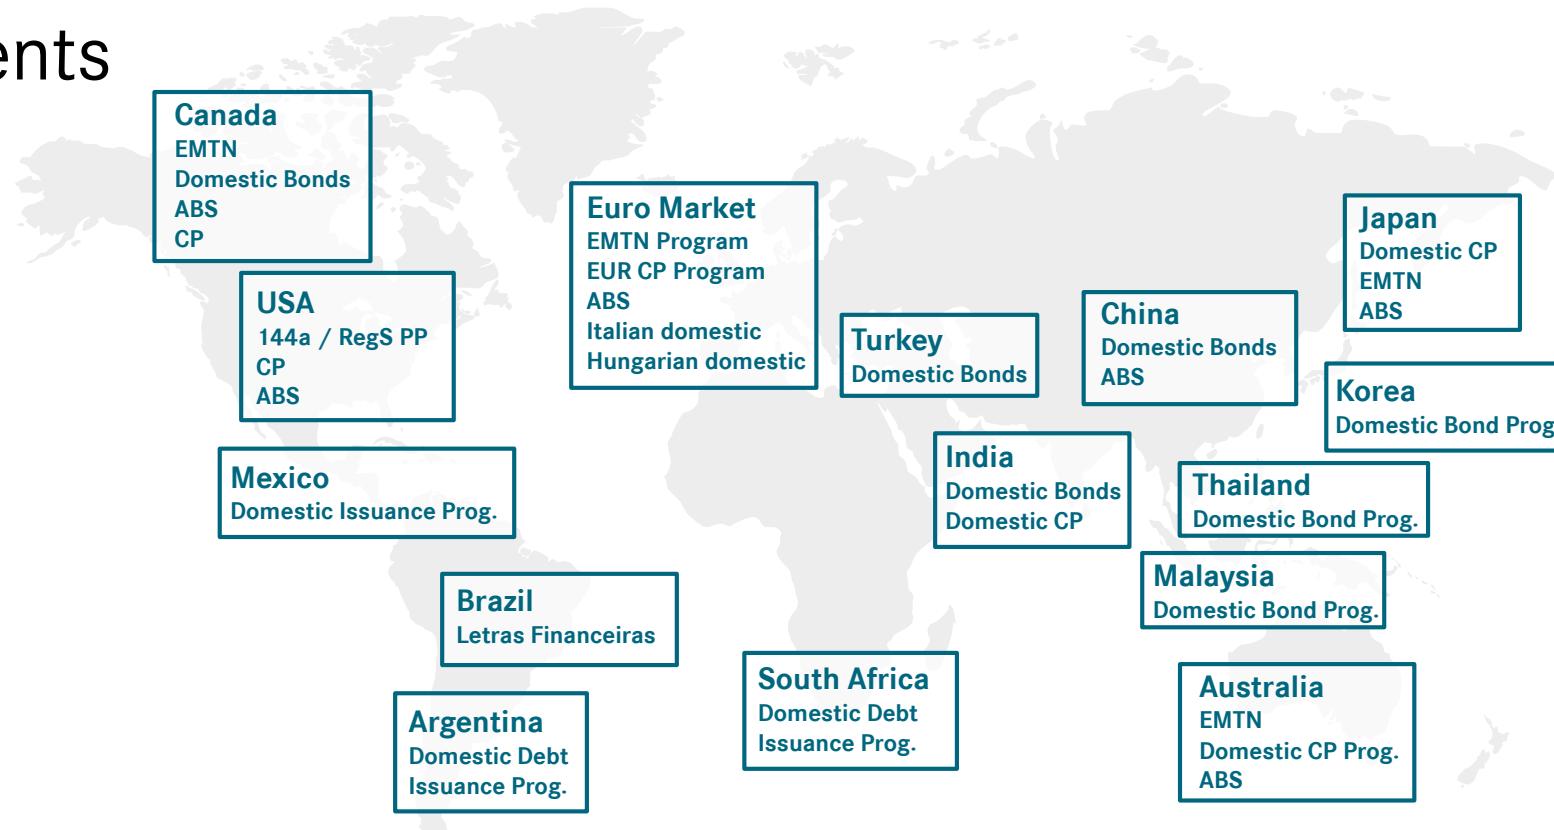 ents
Canada
EMTN
Domestic Bonds
ABS
CP
USA
144a / RegS PP
CP
ABS
Mexico
Domestic Issuance Prog.
Brazil
Letras Financeiras
Argentina
Domestic Debt
Issuance Prog.
Euro Market
EMTN Program
EUR CP Program
ABS
Italian domestic
Hungarian domestic
Turkey
Domestic Bonds
South Africa
Domestic Debt
Issuance Prog.
India
Domestic Bonds
Domestic CP
China
Domestic Bonds
ABS
Japan
Domestic CP
EMTN
ABS
Korea
Domestic Bond Prog
Thailand
Domestic Bond Prog.
Malaysia
Domestic Bond Prog.
Australia
EMTN
Domestic CP Prog.
ABS